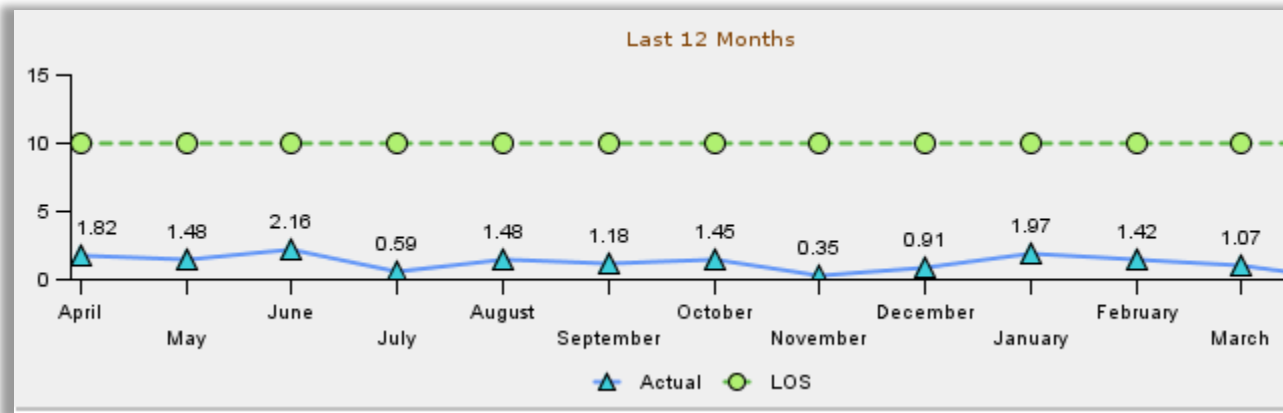 Last 12 Months
15
10
5
0
1.82 1.48 2.16 0.59 1.48 1.18 1.45 0.35 0.91 1.97 1.42 1.07
April May June July August September October November December January February March
Actual LOS